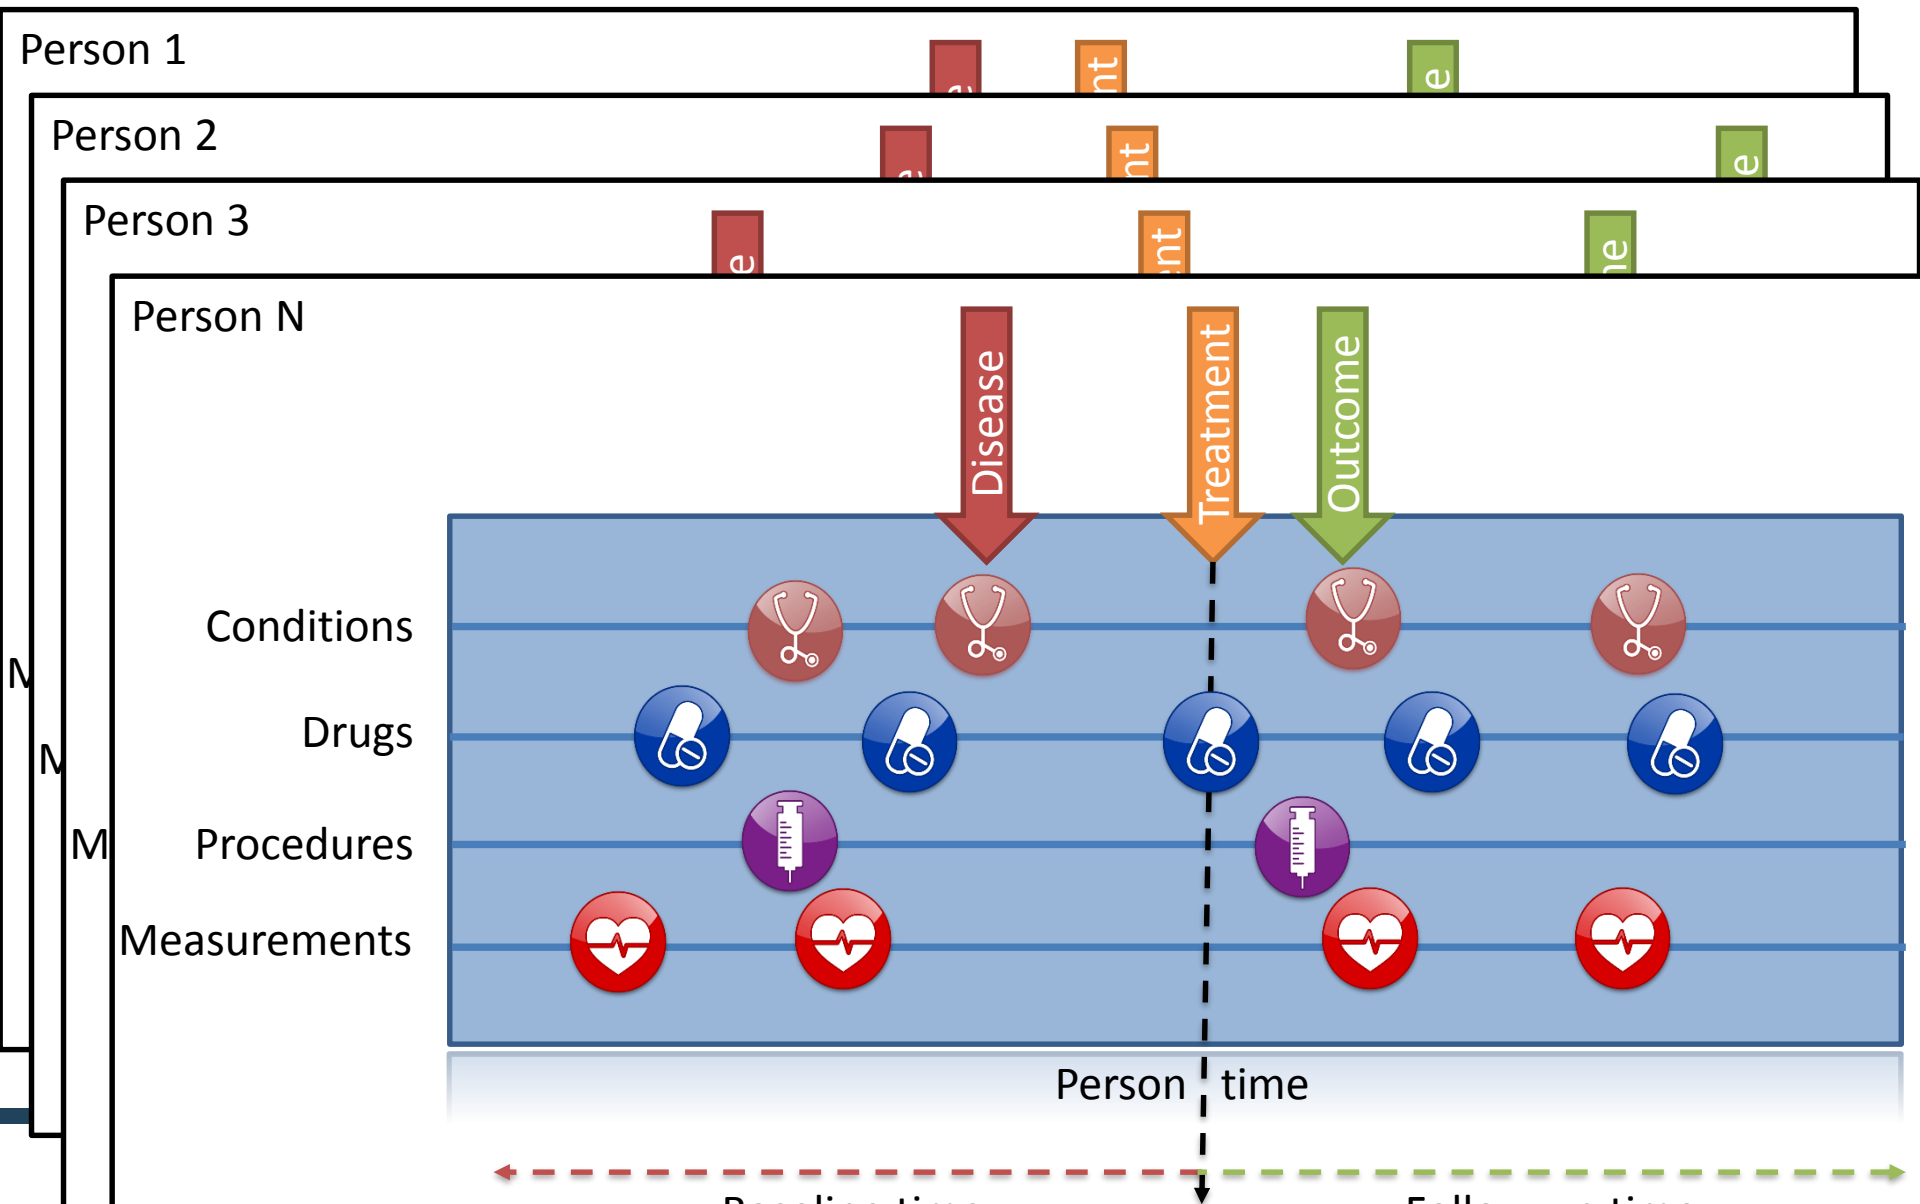 Person 1
Person 2
Person 3
Person N
Disease
Treatment
Outcome
Conditions
Drugs
Procedures
Measurements
Person time